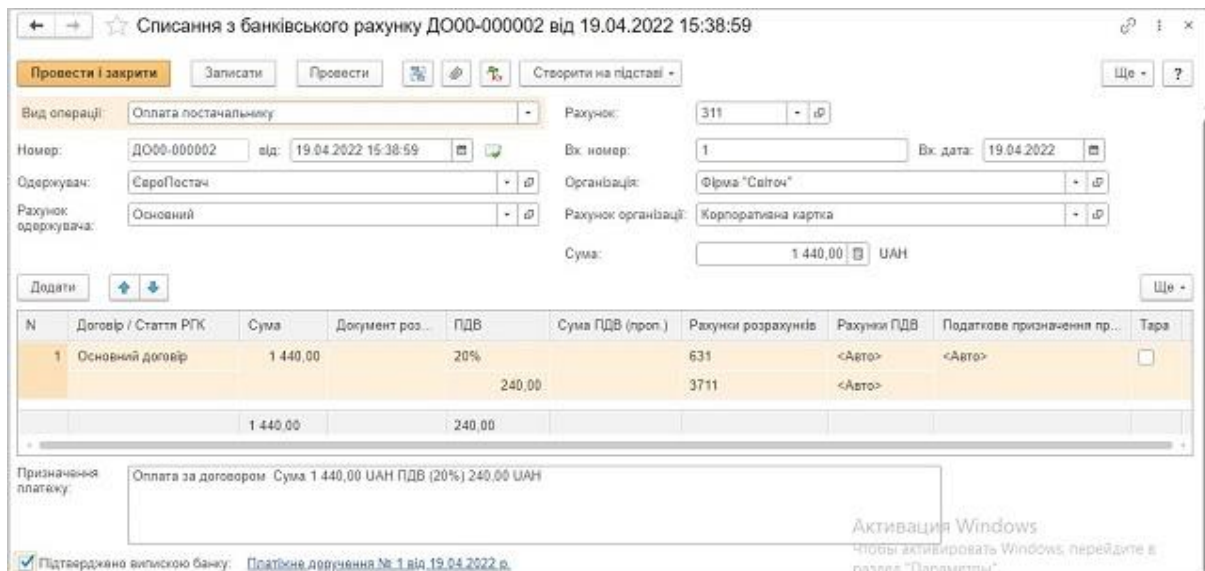 Списання з банківського рахунку ДО00-000002 від 19.04.2022 15:38:59
Провести і закрити Записати Провести Створити на підставі Ще ?
Вид операції: Оплата постачальнику Рахунок: 311
Номер: ДО00-000002 від: 19.04.2022 15:38:59 Вх. номер: 1 Вх. дата: 19.04.2022
Одержувач: ЄвроПостач Організація: Фірма "Світоч"
Рахунок одержувача: Основний Рахунок організації: Корпоративна картка
Сума: 1 440,00 UAH
Додати Ще
N Договір / Стаття РГК Сума Документ роз... ПДВ Сума ПДВ (проп.) Рахунки розрахунків Рахунки ПДВ Податкове призначення пр... Тара
1 Основний договір 1 440,00 20% 631 <Авто> <Авто>
240,00 3711 <Авто>
1 440,00 240,00
Призначення платежу: Оплата за договором Сума 1 440,00 UAH ПДВ (20%) 240,00 UAH
Активация Windows
Чтобы активировать Windows, перейдите в
раздел "Параметры".
Підтверджено випискою банку: Платіжне доручення № 1 від 19.04.2022 р.